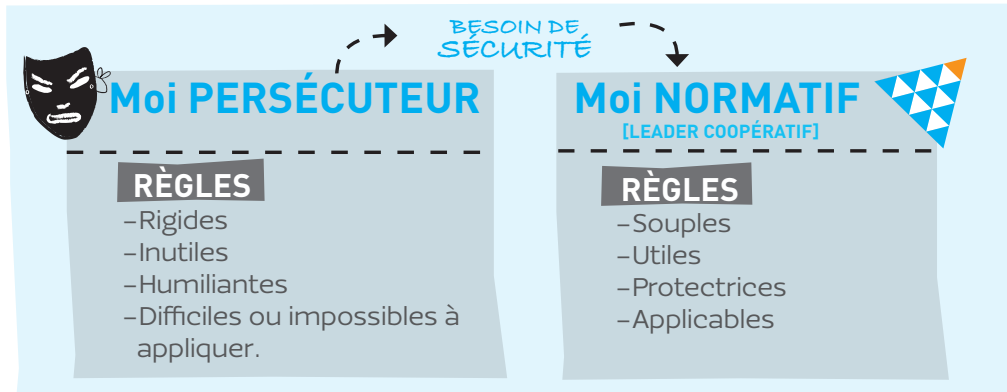 BESOIN DE
SÉCURITÉ
Moi PERSÉCUTEUR
RÈGLES
–Rigides
–Inutiles
–Humiliantes
–Difficiles ou impossibles à
appliquer.
Moi NORMATIF
[LEADER COOPÉRATIF]
RÈGLES
–Souples
–Utiles
–Protectrices
–Applicables